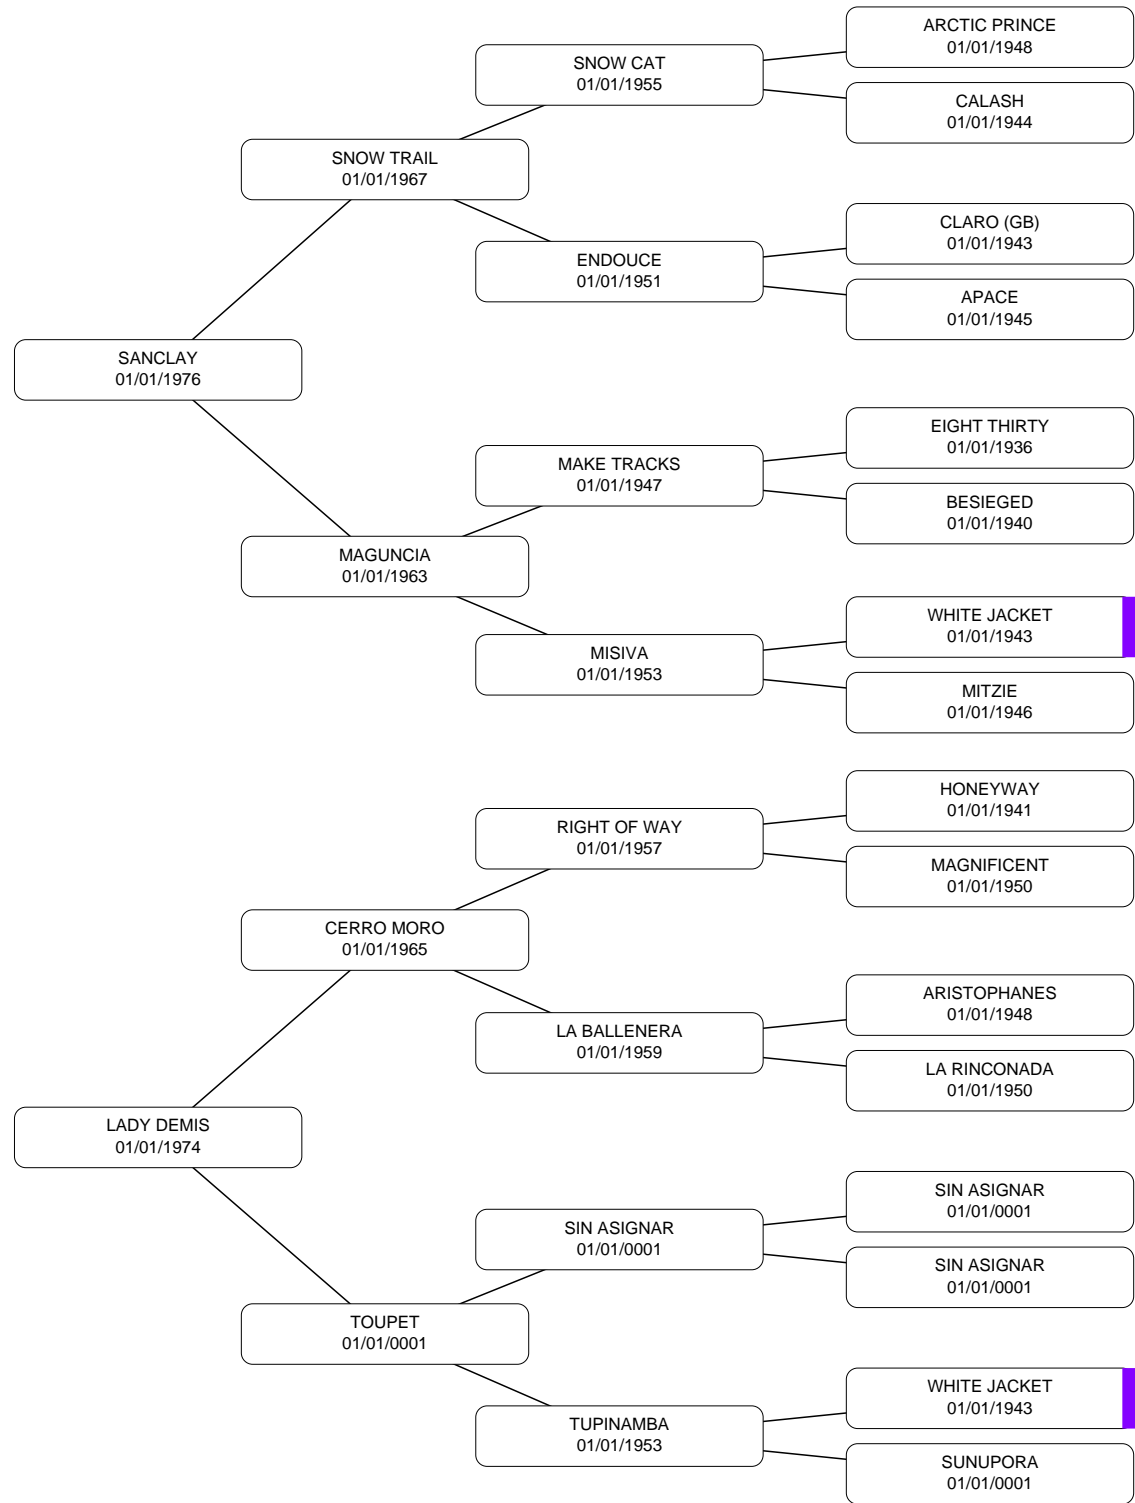 ARCTIC PRINCE
01/01/1948
SNOW CAT
01/01/1955
CALASH
01/01/1944
SNOW TRAIL
01/01/1967
CLARO (GB)
01/01/1943
ENDOUCE
01/01/1951
APACE
01/01/1945
SANCLAY
01/01/1976
EIGHT THIRTY
01/01/1936
MAKE TRACKS
01/01/1947
BESIEGED
01/01/1940
MAGUNCIA
01/01/1963
WHITE JACKET
01/01/1943
MISIVA
01/01/1953
MITZIE
01/01/1946
HONEYWAY
01/01/1941
RIGHT OF WAY
01/01/1957
MAGNIFICENT
01/01/1950
CERRO MORO
01/01/1965
ARISTOPHANES
01/01/1948
LA BALLENERA
01/01/1959
LA RINCONADA
01/01/1950
LADY DEMIS
01/01/1974
SIN ASIGNAR
01/01/0001
SIN ASIGNAR
01/01/0001
SIN ASIGNAR
01/01/0001
TOUPET
01/01/0001
WHITE JACKET
01/01/1943
TUPINAMBA
01/01/1953
SUNUPORA
01/01/0001